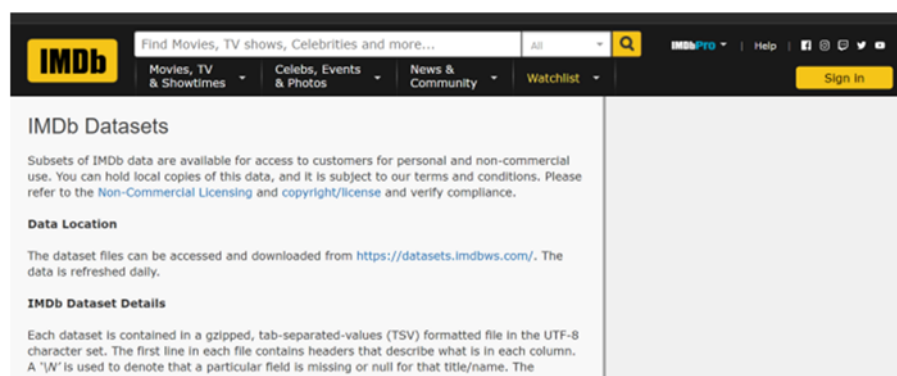 IMDb
Find Movies, TV shows, Celebrities and more...
All
IMDbPro
Help
Movies, TV
& Showtimes
Celebs, Events
& Photos
News &
Community
Watchlist
Sign in
IMDb Datasets
Subsets of IMDb data are available for access to customers for personal and non-commercial
use. You can hold local copies of this data, and it is subject to our terms and conditions. Please
refer to the Non-Commercial Licensing and copyright/license and verify compliance.
Data Location
The dataset files can be accessed and downloaded from https://datasets.imdbws.com/. The
data is refreshed daily.
IMDb Dataset Details
Each dataset is contained in a gzipped, tab-separated-values (TSV) formatted file in the UTF-8
character set. The first line in each file contains headers that describe what is in each column.
A '\N' is used to denote that a particular field is missing or null for that title/name. The